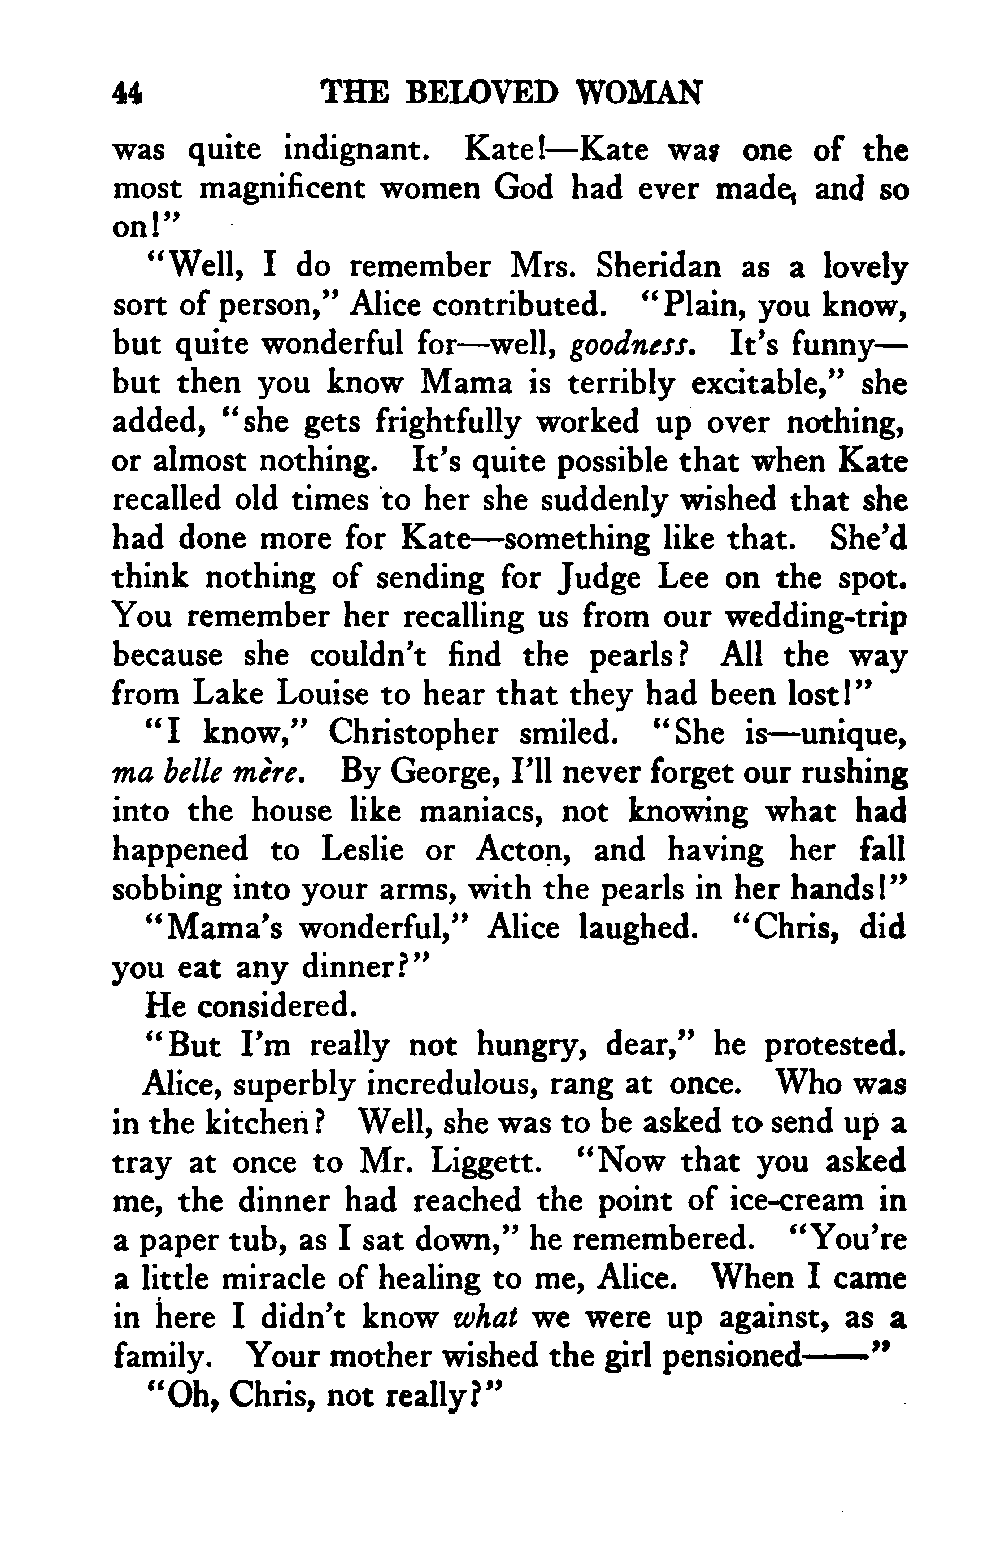 44 THE BELOVED WOMAN
was quite indignant. Kate!—Kate was one of the
most magnificent women God had ever made, and so
on!”
“Well, I do remember Mrs. Sheridan as a lovely
sort of person,” Alice contributed. “Plain, you know,
but quite wonderful for—well, goodness. It’s funny—
but then you know Mama is terribly excitable,” she
added, “she gets frightfully worked up over nothing,
or almost nothing. It’s quite possible that when Kate
recalled old times to her she suddenly wished that she
had done more for Kate—something like that. She’d
think nothing of sending for Judge Lee on the spot.
You remember her recalling us from our wedding-trip
because she couldn’t find the pearls? All the way
from Lake Louise to hear that they had been lost!”
“I know,” Christopher smiled. “She is—unique,
ma belle mère. By George, I’ll never forget our rushing
into the house like maniacs, not knowing what had
happened to Leslie or Acton, and having her fall
sobbing into your arms, with the pearls in her hands!”
“Mama’s wonderful,” Alice laughed. “Chris, did
you eat any dinner?”
He considered.
“But I’m really not hungry, dear,” he protested.
Alice, superbly incredulous, rang at once. Who was
in the kitchen? Well, she was to be asked to send up a
tray at once to Mr. Liggett. “Now that you asked
me, the dinner had reached the point of ice-cream in
a paper tub, as I sat down,” he remembered. “You’re
a little miracle of healing to me, Alice. When I came
in here I didn’t know what we were up against, as a
family. Your mother wished the girl pensioned——”
“Oh, Chris, not really?”